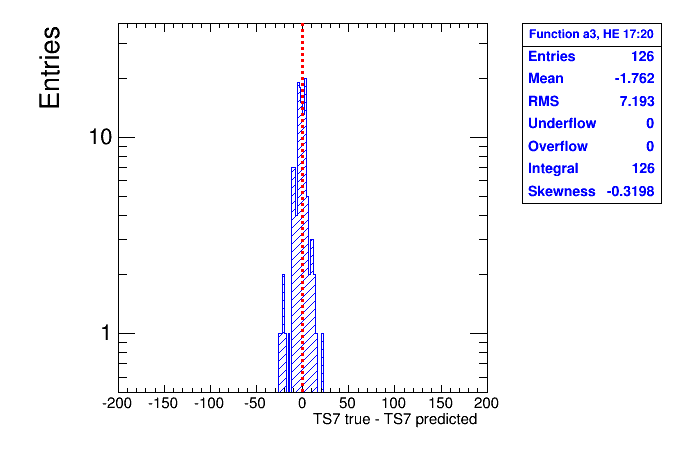 Entries
10
1
-200 -150 -100 -50 0 50 100 150 200
TS7 true - TS7 predicted
Function a3, HE 17:20
Entries 126
Mean -1.762
RMS 7.193
Underflow 0
Overflow 0
Integral 126
Skewness -0.3198